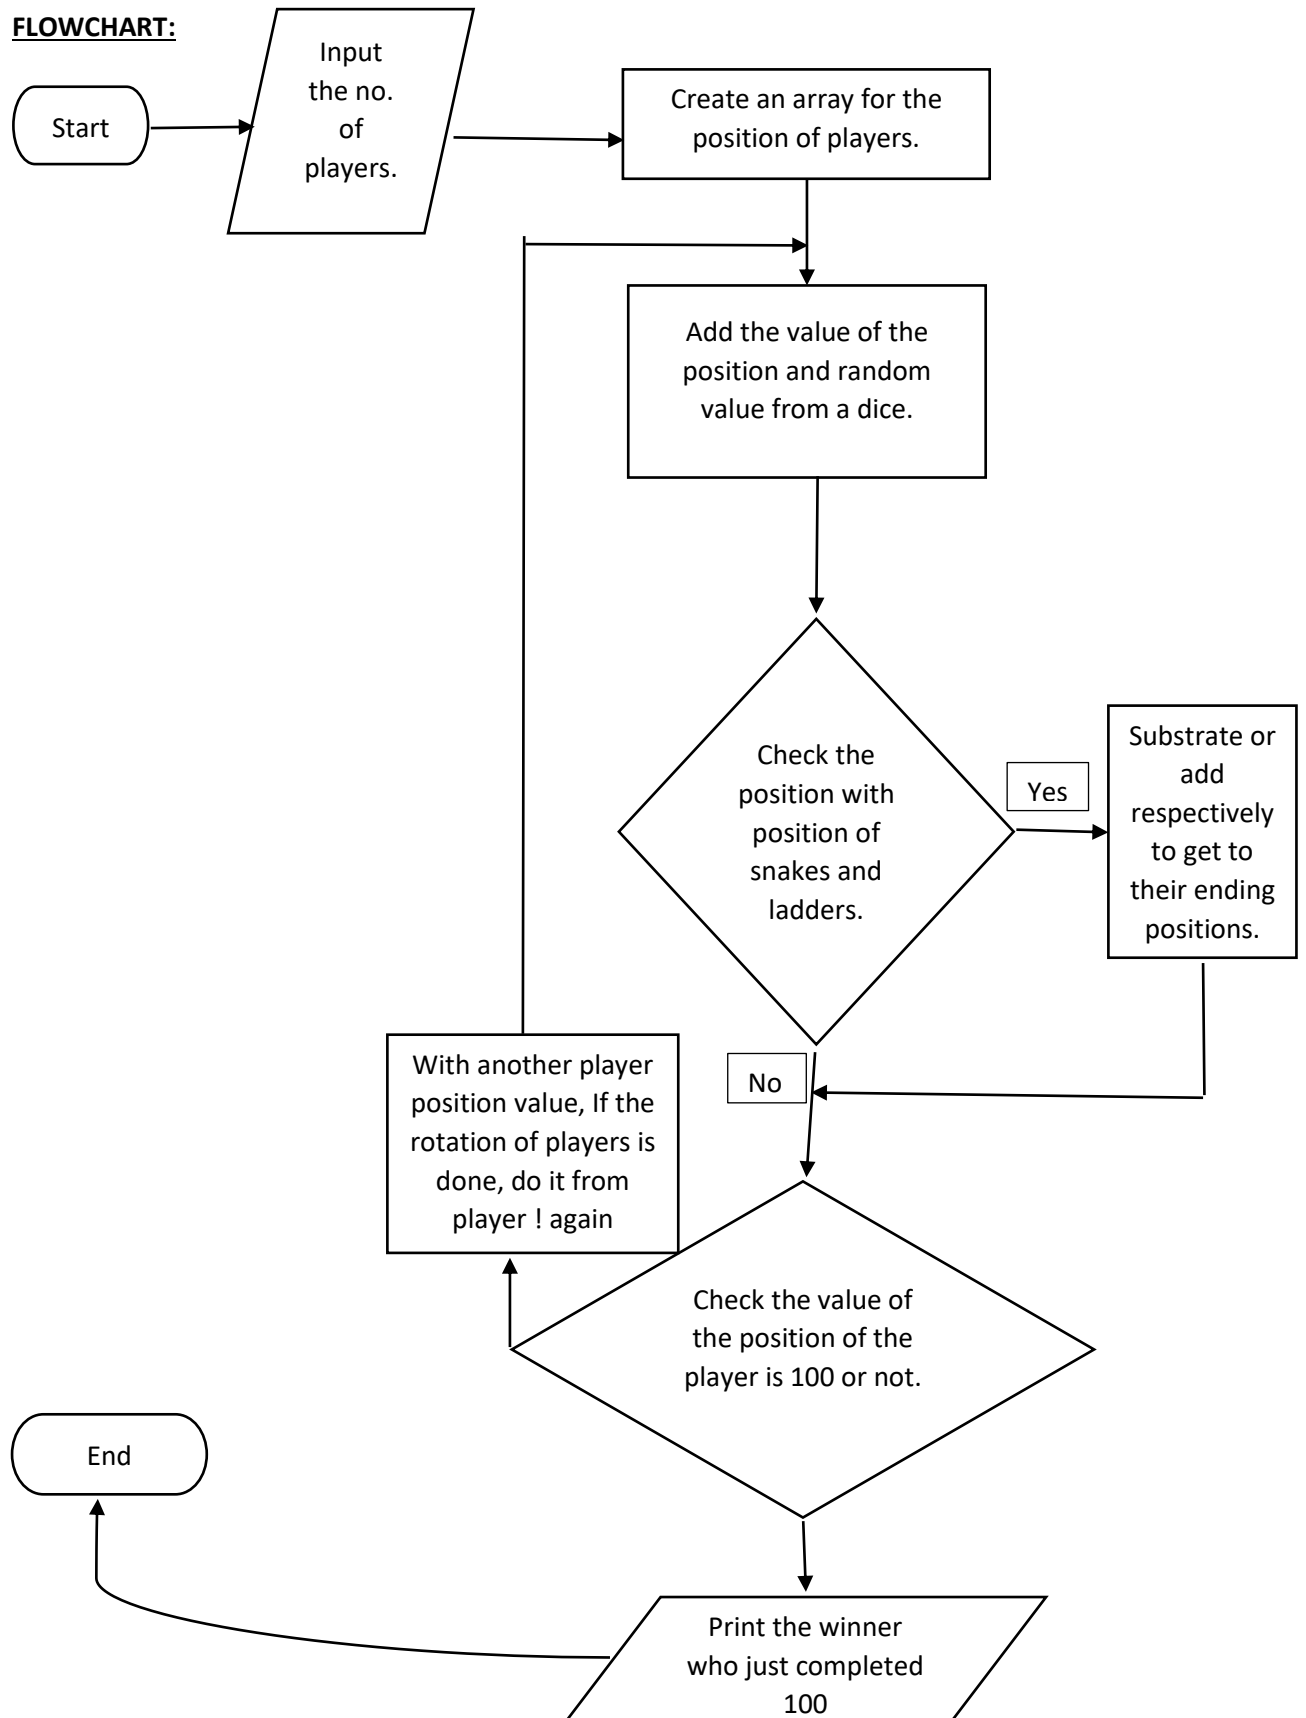 FLOWCHART:
Start
Input
the no.
of
players.
Create an array for the
position of players.
Add the value of the
position and random
value from a dice.
Check the
position with
position of
snakes and
ladders.
Yes
Substrate or
add
respectively
to get to
their ending
positions.
No
With another player
position value, If the
rotation of players is
done, do it from
player ! again
Check the value of
the position of the
player is 100 or not.
End
Print the winner
who just completed
100